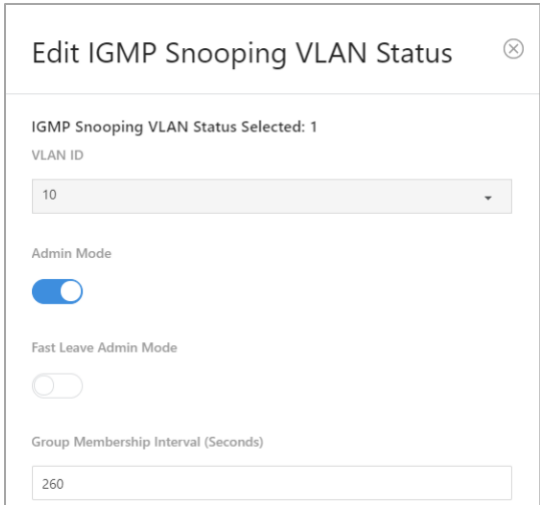 Edit IGMP Snooping VLAN Status
IGMP Snooping VLAN Status Selected: 1
VLAN ID
10
Admin Mode
Fast Leave Admin Mode
Group Membership Interval (Seconds)
260